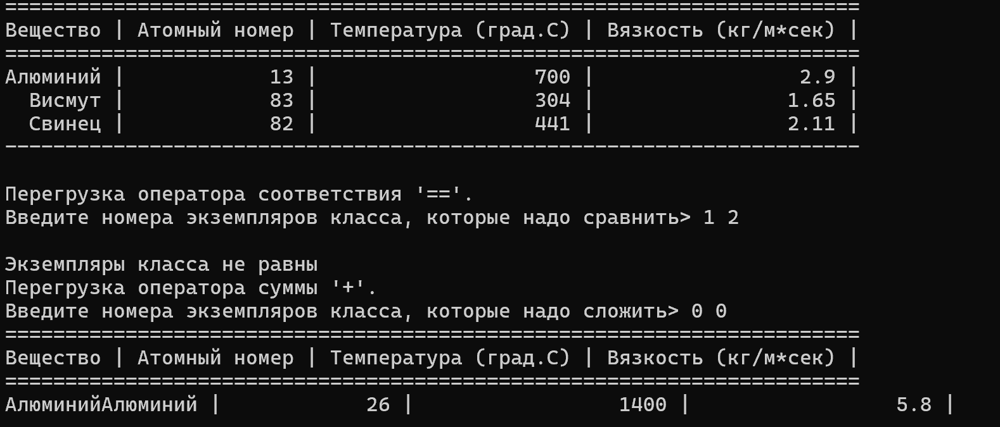 =======================================================================
Вещество | Атомный номер | Температура (град.С) | Вязкость (кг/м*сек) |
=======================================================================
Алюминий |            13 |                  700 |                 2.9 |
  Висмут |            83 |                  304 |                1.65 |
  Свинец |            82 |                  441 |                2.11 |
-----------------------------------------------------------------------
Перегрузка оператора соответствия '=='.
Введите номера экземпляров класса, которые надо сравнить> 1 2
Экземпляры класса не равны
Перегрузка оператора суммы '+'.
Введите номера экземпляров класса, которые надо сложить> 0 0
=======================================================================
Вещество | Атомный номер | Температура (град.С) | Вязкость (кг/м*сек) |
=======================================================================
АлюминийАлюминий |            26 |                 1400 |                 5.8 |